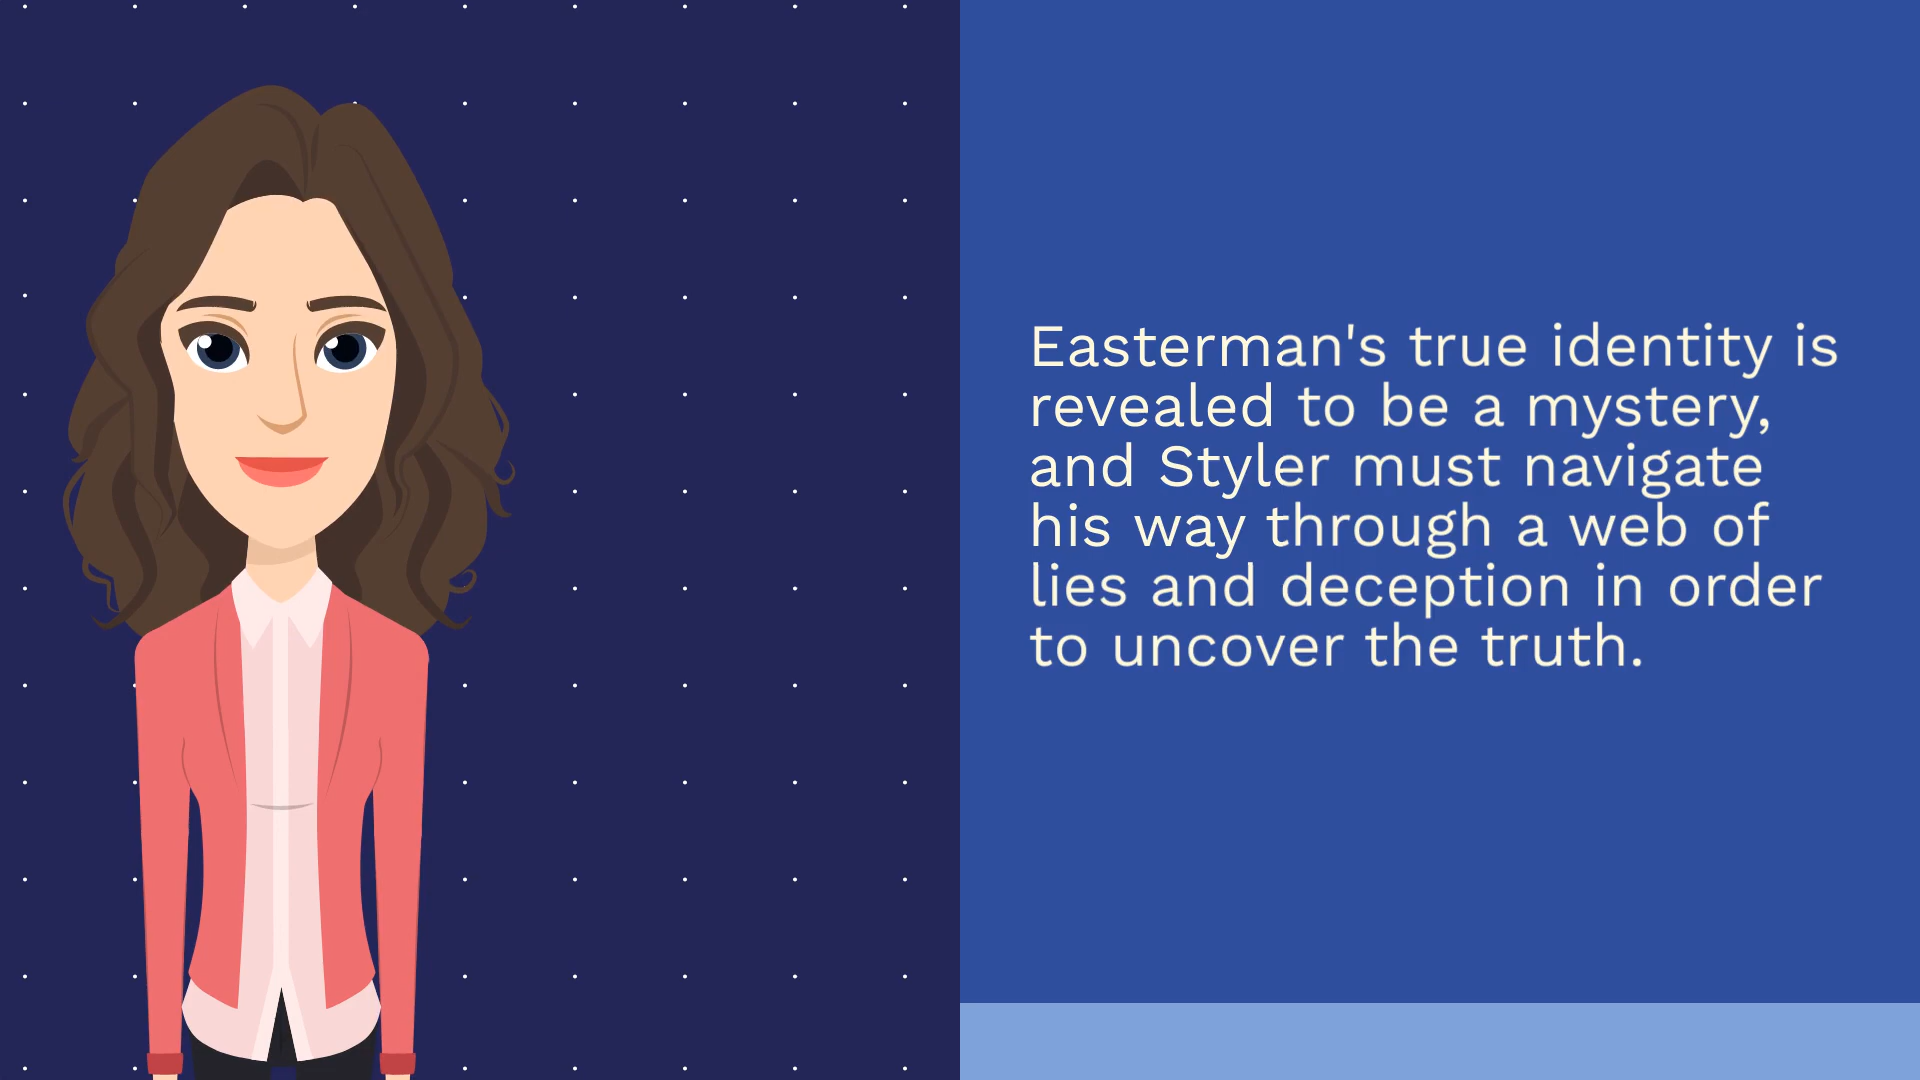 Easterman's true identity is
revealed to be a mystery,
and Styler must navigate
his way through a web of
lies and deception in order
to uncover the truth.